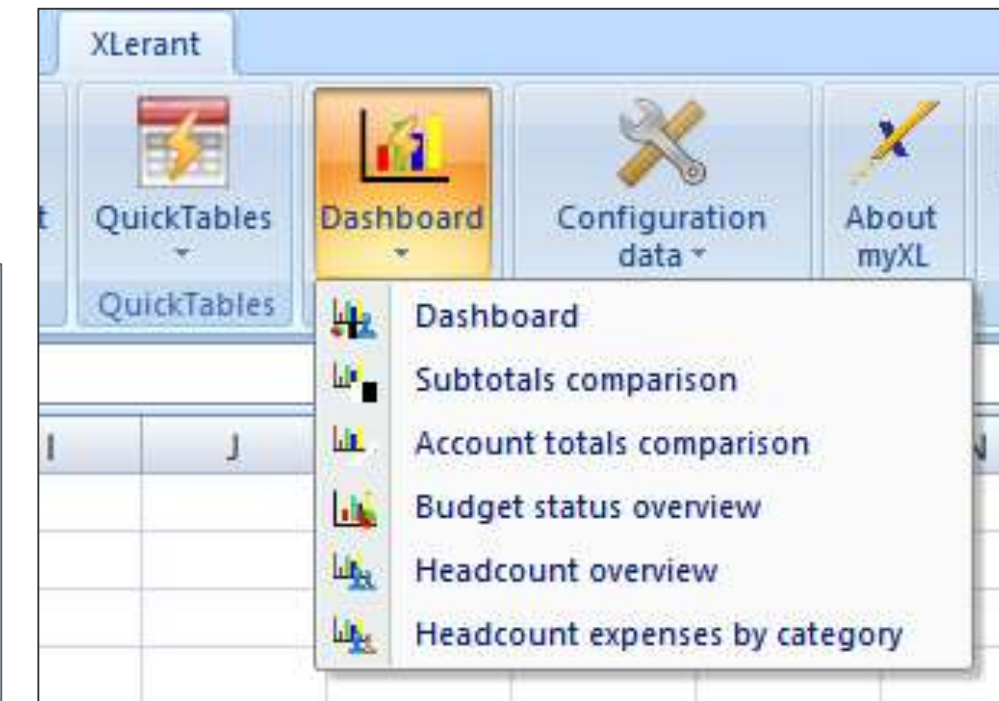 XLerant
t QuickTables Dashboard Configuration About
data myXL
QuickTables
Dashboard
Subtotals comparison
Account totals comparison
I J N
Budget status overview
Headcount overview
Headcount expenses by category